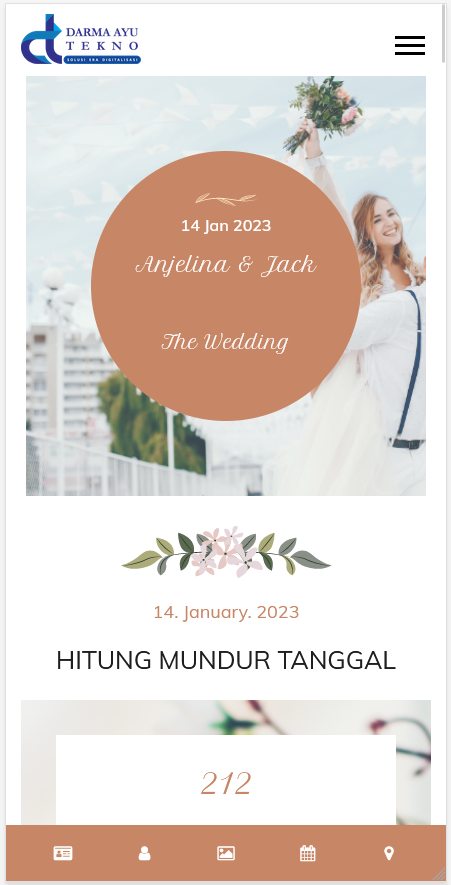 DARMA AYU
TEKNO
SOLUSI ERA DIGITALISASI
14 Jan 2023
Anjelina & Jack
The Wedding
14. January. 2023
HITUNG MUNDUR TANGGAL
212